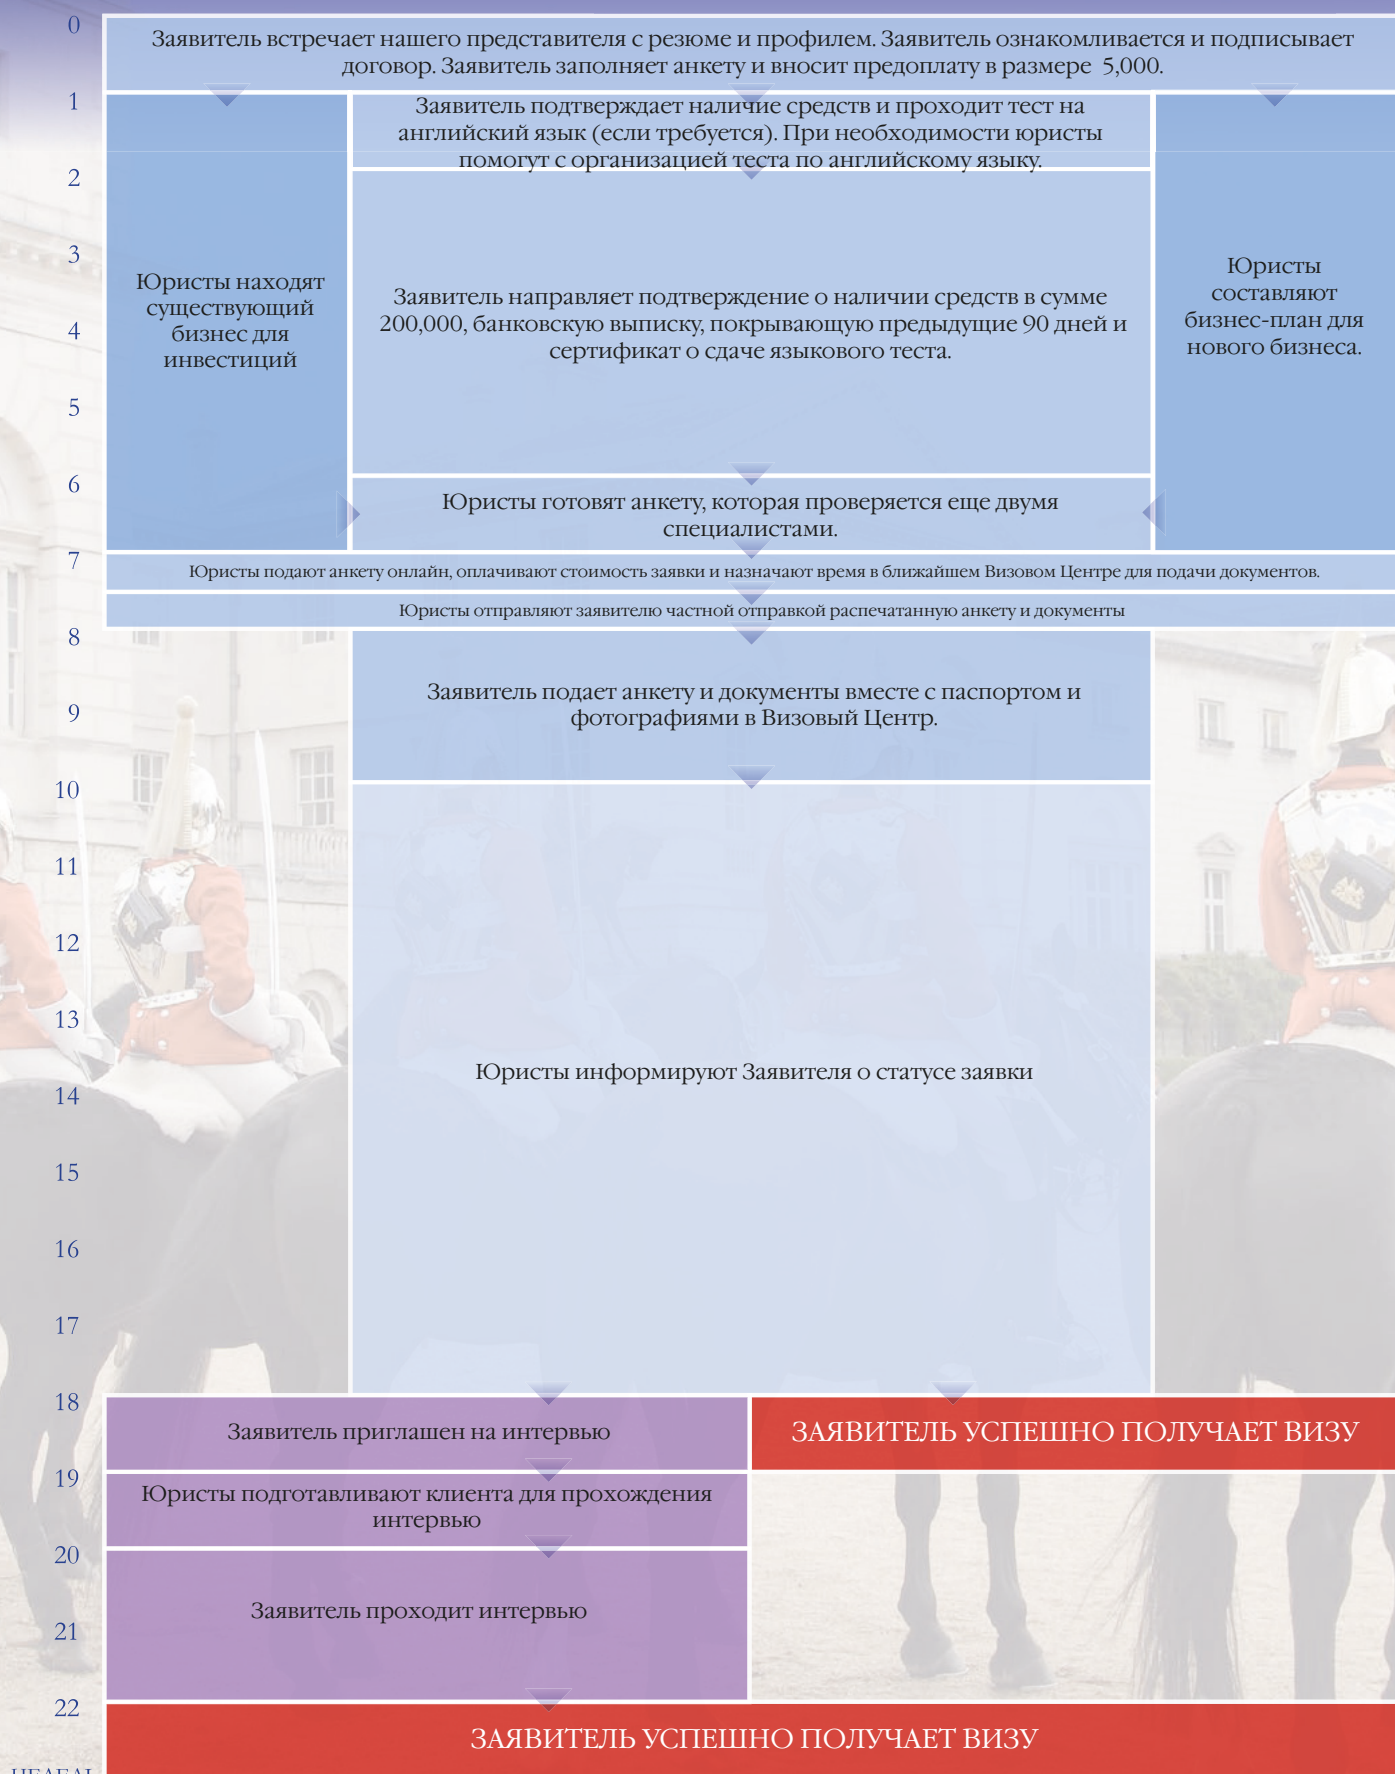 0
Заявитель встречает нашего представителя с резюме и профилем. Заявитель ознакомливается и подписывает
договор. Заявитель заполняет анкету и вносит предоплату в размере 5,000.
1
Заявитель подтверждает наличие средств и проходит тест на
английский язык (если требуется). При необходимости юристы
помогут с организацией теста по английскому языку.
2
3
Юристы находят
существующий
бизнес для
инвестиций
Заявитель направляет подтверждение о наличии средств в сумме
200,000, банковскую выписку, покрывающую предыдущие 90 дней и
сертификат о сдаче языкового теста.
Юристы
составляют
бизнес-план для
нового бизнеса.
4
5
6
Юристы готовят анкету, которая проверяется еще двумя
специалистами.
7
Юристы подают анкету онлайн, оплачивают стоимость заявки и назначают время в ближайшем Визовом Центре для подачи документов.
Юристы отправляют заявителю частной отправкой распечатанную анкету и документы
8
Заявитель подает анкету и документы вместе с паспортом и
фотографиями в Визовый Центр.
9
10
11
12
13
Юристы информируют Заявителя о статусе заявки
14
15
16
17
18
Заявитель приглашен на интервью
ЗАЯВИТЕЛЬ УСПЕШНО ПОЛУЧАЕТ ВИЗУ
19
Юристы подготавливают клиента для прохождения
интервью
20
Заявитель проходит интервью
21
22
ЗАЯВИТЕЛЬ УСПЕШНО ПОЛУЧАЕТ ВИЗУ